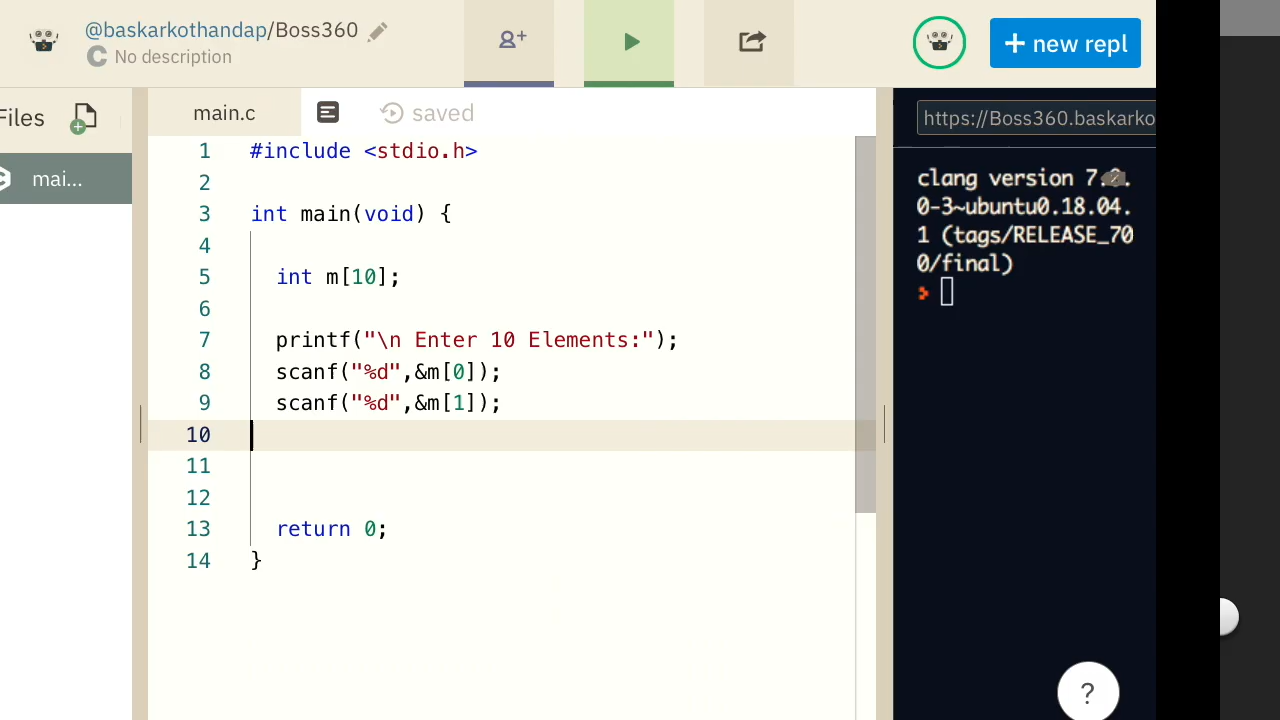 @baskarkothandap/Boss360
No description
+ new repl
Files
main.c
saved
https://Boss360.baskarko
mai...
1 #include <stdio.h>
2
3 int main(void) {
4
5 int m[10];
6
7 printf("\n Enter 10 Elements:");
8 scanf("%d",&m[0]);
9 scanf("%d",&m[1]);
10
11
12
13 return 0;
14 }
clang version 7.
0-3~ubuntu0.18.04.
1 (tags/RELEASE_70
0/final)
?